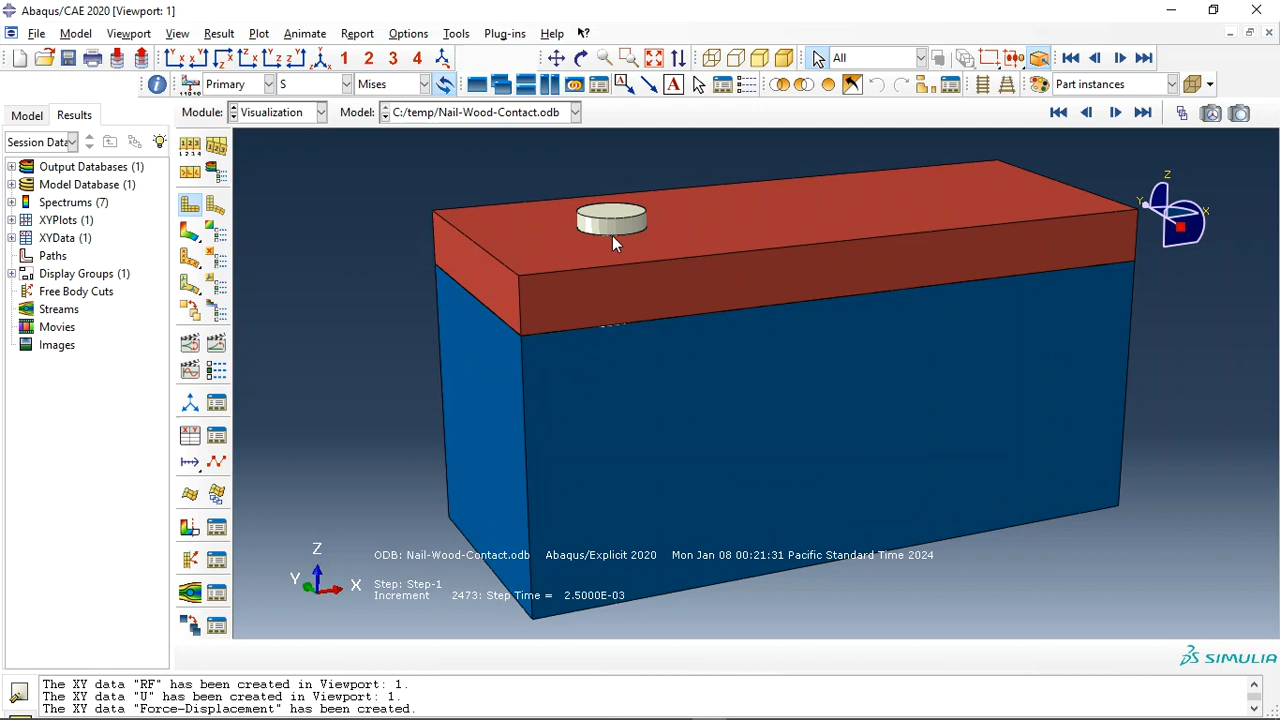 Abaqus/CAE 2020 [Viewport: 1]
File Model Viewport View Result Plot Animate Report Options Tools Plug-ins Help
1 2 3 4 All
Primary S Mises Part instances
Model Results Module: Visualization Model: C:/temp/Nail-Wood-Contact.odb
Session Data
Output Databases (1)
Model Database (1)
Spectrums (7)
XYPlots (1)
XYData (1)
Paths
Display Groups (1)
Free Body Cuts
Streams
Movies
Images
Z
Y X
ODB: Nail-Wood-Contact.odb Abaqus/Explicit 2020 Mon Jan 08 00:21:31 Pacific Standard Time 2024
Z
Y X
Step: Step-1
Increment 2473: Step Time = 2.5000E-03
SIMULIA
The XY data "RF" has been created in Viewport: 1.
The XY data "U" has been created in Viewport: 1.
The XY data "Force-Displacement" has been created.